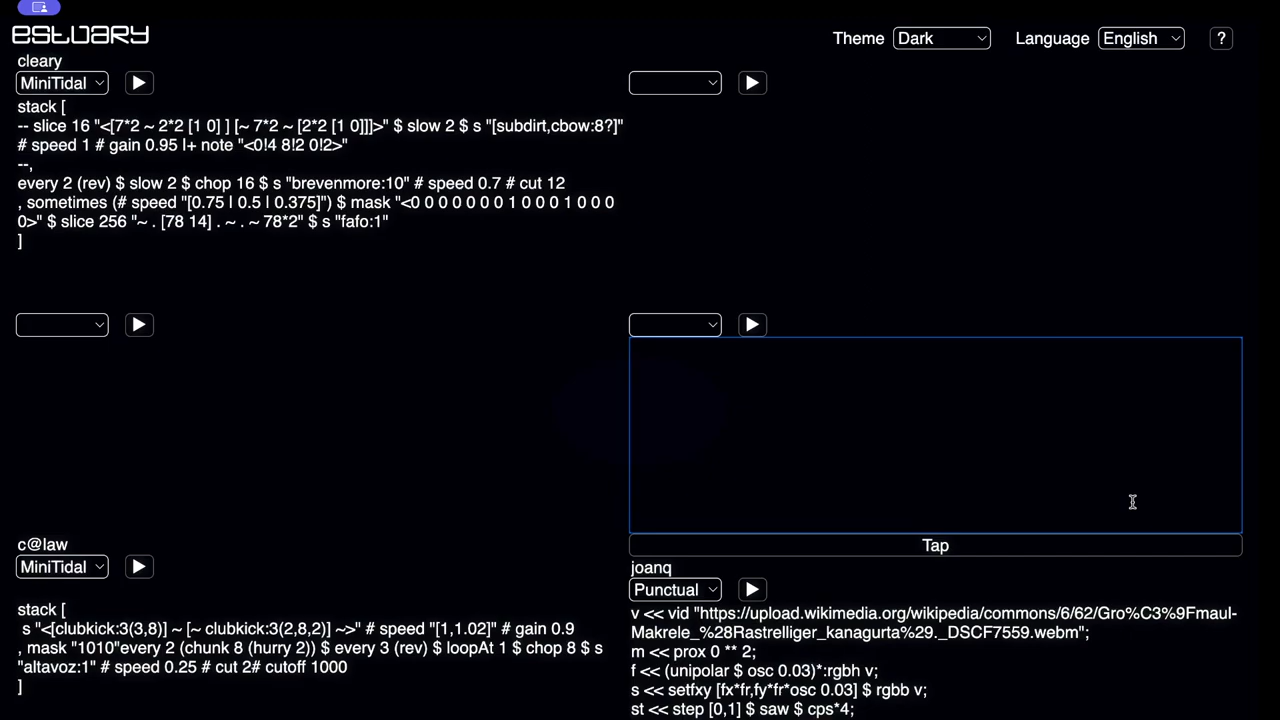 estuary
Theme Dark Language English ?
cleary
MiniTidal
stack [
-- slice 16 "<[7*2 ~ 2*2 [1 0] ] [~ 7*2 ~ [2*2 [1 0]]]>" $ slow 2 $ s "[subdirt,cbow:8?]"
# speed 1 # gain 0.95 |+ note "<0!4 8!2 0!2>"
--,
every 2 (rev) $ slow 2 $ chop 16 $ s "brevenmore:10" # speed 0.7 # cut 12
, sometimes (# speed "[0.75 | 0.5 | 0.375]") $ mask "<0 0 0 0 0 0 0 1 0 0 0 1 0 0 0
0>" $ slice 256 "~ . [78 14] . ~ . ~ 78*2" $ s "fafo:1"
]
c@law
MiniTidal
stack [
s "<[clubkick:3(3,8)] ~ [~ clubkick:3(2,8,2)] ~>" # speed "[1,1.02]" # gain 0.9
, mask "1010"every 2 (chunk 8 (hurry 2)) $ every 3 (rev) $ loopAt 1 $ chop 8 $ s
"altavoz:1" # speed 0.25 # cut 2# cutoff 1000
]
Tap
joanq
Punctual
v << vid "https://upload.wikimedia.org/wikipedia/commons/6/62/Gro%C3%9Fmaul-
Makrele_%28Rastrelliger_kanagurta%29._DSCF7559.webm";
m << prox 0 ** 2;
f << (unipolar $ osc 0.03)*:rgbh v;
s << setfxy [fx*fr,fy*fr*osc 0.03] $ rgbb v;
st << step [0,1] $ saw $ cps*4;